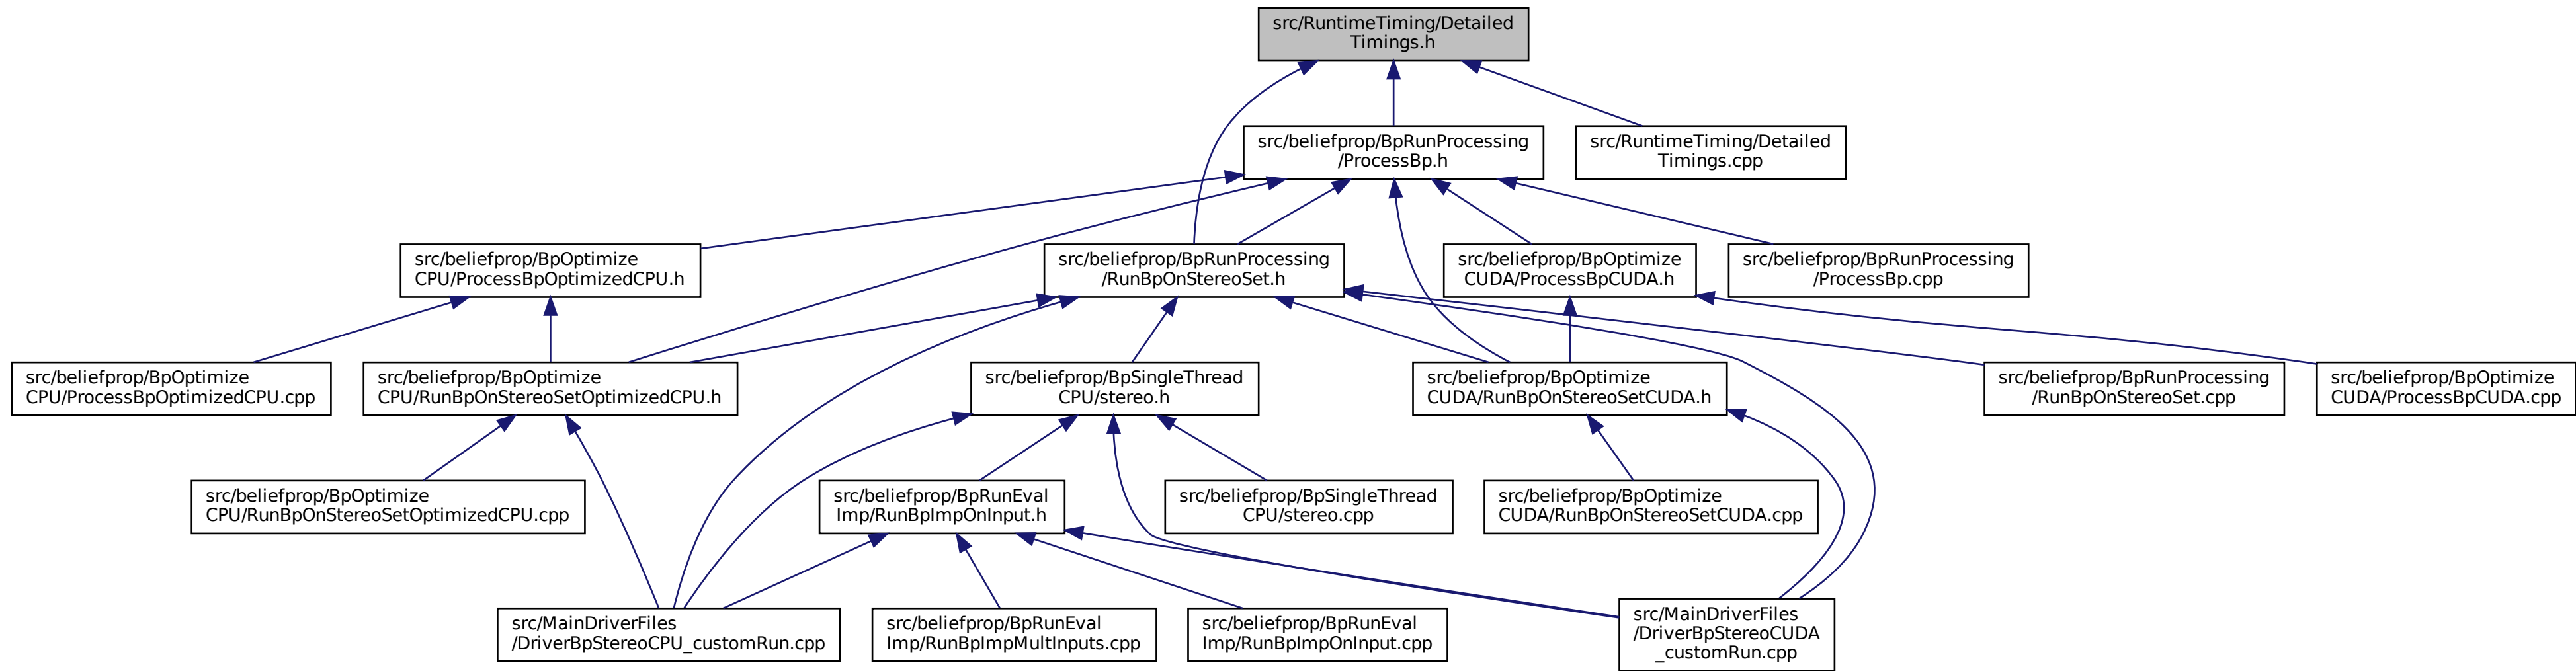 src/RuntimeTiming/Detailed
Timings.h
src/beliefprop/BpRunProcessing
/ProcessBp.h
src/RuntimeTiming/Detailed
Timings.cpp
src/beliefprop/BpOptimize
CPU/ProcessBpOptimizedCPU.h
src/beliefprop/BpRunProcessing
/RunBpOnStereoSet.h
src/beliefprop/BpOptimize
CUDA/ProcessBpCUDA.h
src/beliefprop/BpRunProcessing
/ProcessBp.cpp
src/beliefprop/BpOptimize
CPU/ProcessBpOptimizedCPU.cpp
src/beliefprop/BpOptimize
CPU/RunBpOnStereoSetOptimizedCPU.h
src/beliefprop/BpSingleThread
CPU/stereo.h
src/beliefprop/BpOptimize
CUDA/RunBpOnStereoSetCUDA.h
src/beliefprop/BpRunProcessing
/RunBpOnStereoSet.cpp
src/beliefprop/BpOptimize
CUDA/ProcessBpCUDA.cpp
src/beliefprop/BpOptimize
CPU/RunBpOnStereoSetOptimizedCPU.cpp
src/beliefprop/BpRunEval
Imp/RunBpImpOnInput.h
src/beliefprop/BpSingleThread
CPU/stereo.cpp
src/beliefprop/BpOptimize
CUDA/RunBpOnStereoSetCUDA.cpp
src/MainDriverFiles
/DriverBpStereoCPU_customRun.cpp
src/beliefprop/BpRunEval
Imp/RunBpImpMultInputs.cpp
src/beliefprop/BpRunEval
Imp/RunBpImpOnInput.cpp
src/MainDriverFiles
/DriverBpStereoCUDA
_customRun.cpp